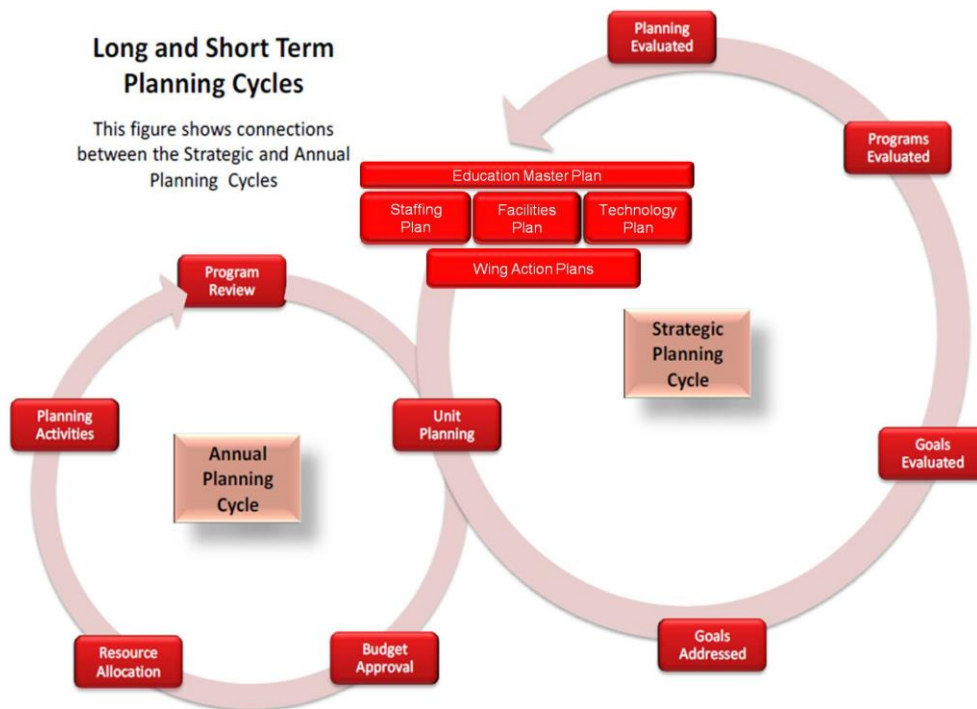 Long and Short Term
Planning Cycles
This figure shows connections
between the Strategic and Annual
Planning Cycles
Planning
Evaluated
Programs
Evaluated
Education Master Plan
Staffing
Plan
Facilities
Plan
Technology
Plan
Wing Action Plans
Program
Review
Strategic
Planning
Cycle
Planning
Activities
Unit
Planning
Annual
Planning
Cycle
Goals
Evaluated
Resource
Allocation
Budget
Approval
Goals
Addressed